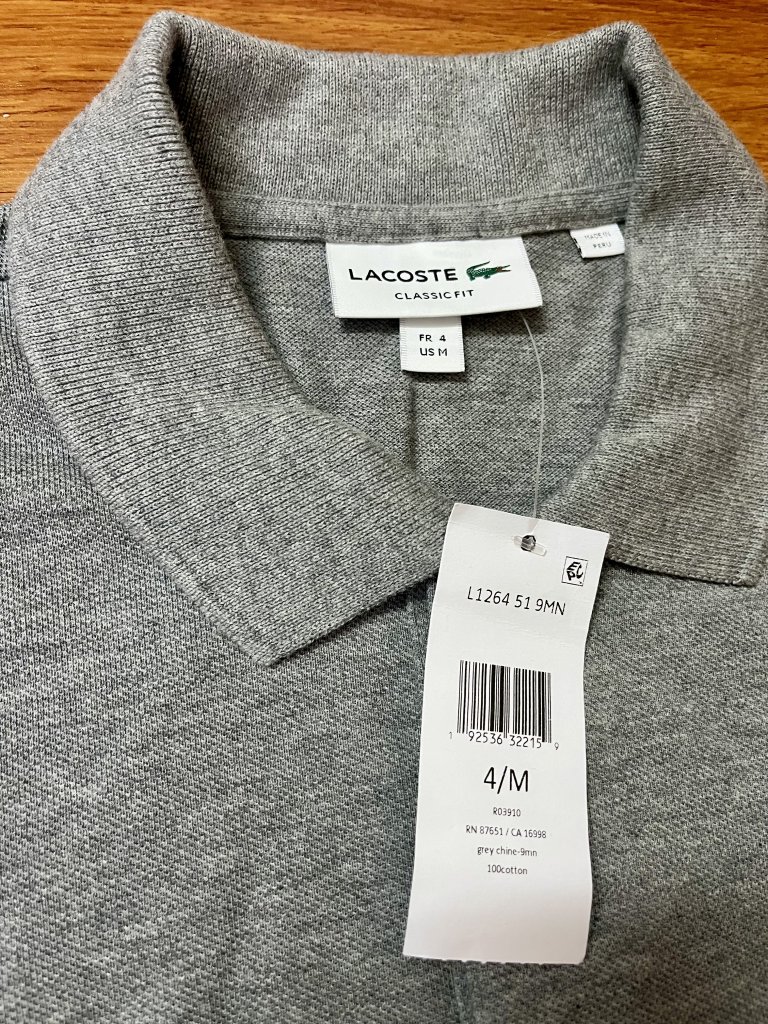 LACOSTE
CLASSIC FIT
MADE IN
PERU
FR 4
US M
L1264 51 9MN
1 92536 32215 9
4/M
R03910
RN 87651 / CA 16998
grey chine-9mn
100cotton